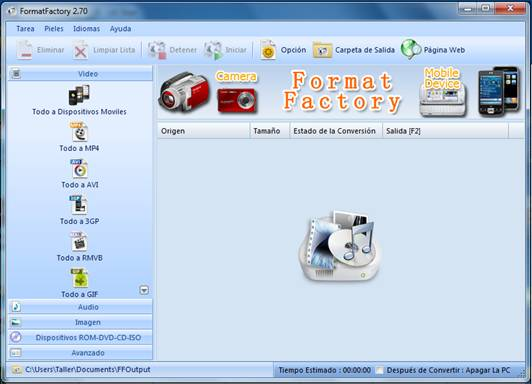 FormatFactory 2.70
Tarea Pieles Idiomas Ayuda
Eliminar Limpiar Lista Detener Iniciar Opción Carpeta de Salida Página Web
Video
Todo a Dispositivos Moviles
Todo a MP4
Todo a AVI
Todo a 3GP
Todo a RMVB
Todo a GIF
Audio
Imagen
Dispositivos ROM-DVD-CD-ISO
Avanzado
Camera
Format
Factory
Mobile
Device
Origen Tamaño Estado de la Conversión Salida [F2]
C:\Users\Taller\Documents\FFOutput
Tiempo Estimado : 00:00:00
Después de Convertir : Apagar La PC